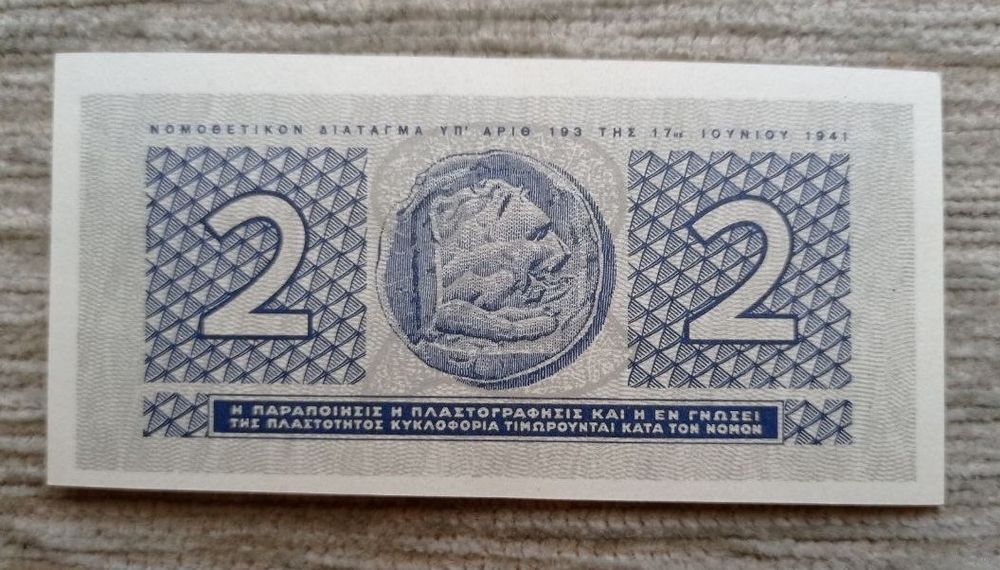 ΝΟΜΟΘΕΤΙΚΟΝ ΔΙΑΤΑΓΜΑ ΥΠ' ΑΡΙΘ 193 ΤΗΣ 17ης ΙΟΥΝΙΟΥ 1941
2 2
Η ΠΑΡΑΠΟΙΗΣΙΣ Η ΠΛΑΣΤΟΓΡΑΦΗΣΙΣ ΚΑΙ Η ΕΝ ΓΝΩΣΕΙ
ΤΗΣ ΠΛΑΣΤΟΤΗΤΟΣ ΚΥΚΛΟΦΟΡΙΑ ΤΙΜΩΡΟΥΝΤΑΙ ΚΑΤΑ ΤΟΝ ΝΟΜΟΝ